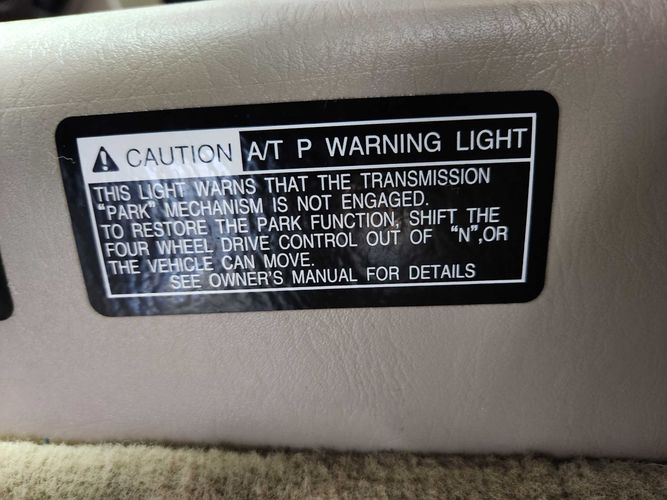 CAUTION A/T P WARNING LIGHT
THIS LIGHT WARNS THAT THE TRANSMISSION
"PARK" MECHANISM IS NOT ENGAGED.
TO RESTORE THE PARK FUNCTION, SHIFT THE
FOUR WHEEL DRIVE CONTROL OUT OF "N",OR
THE VEHICLE CAN MOVE.
SEE OWNER'S MANUAL FOR DETAILS